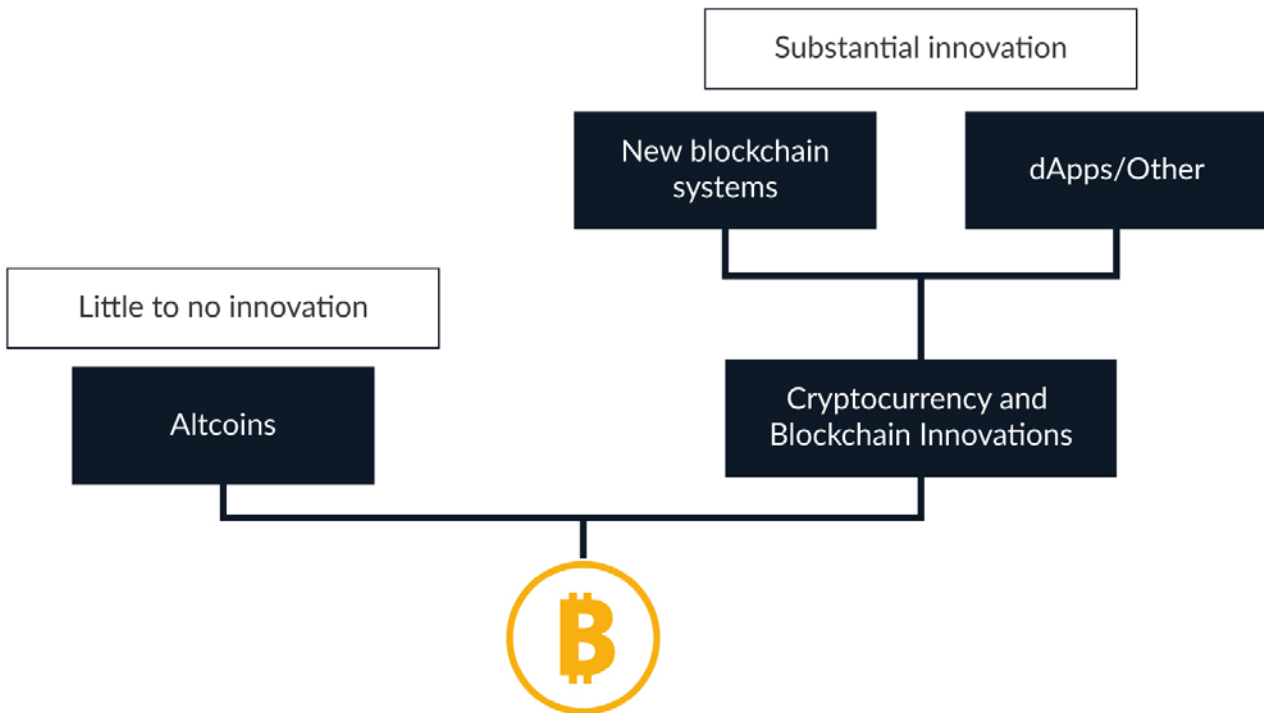 Substantial innovation
New blockchain
systems
dApps/Other
Little to no innovation
Altcoins
Cryptocurrency and
Blockchain Innovations